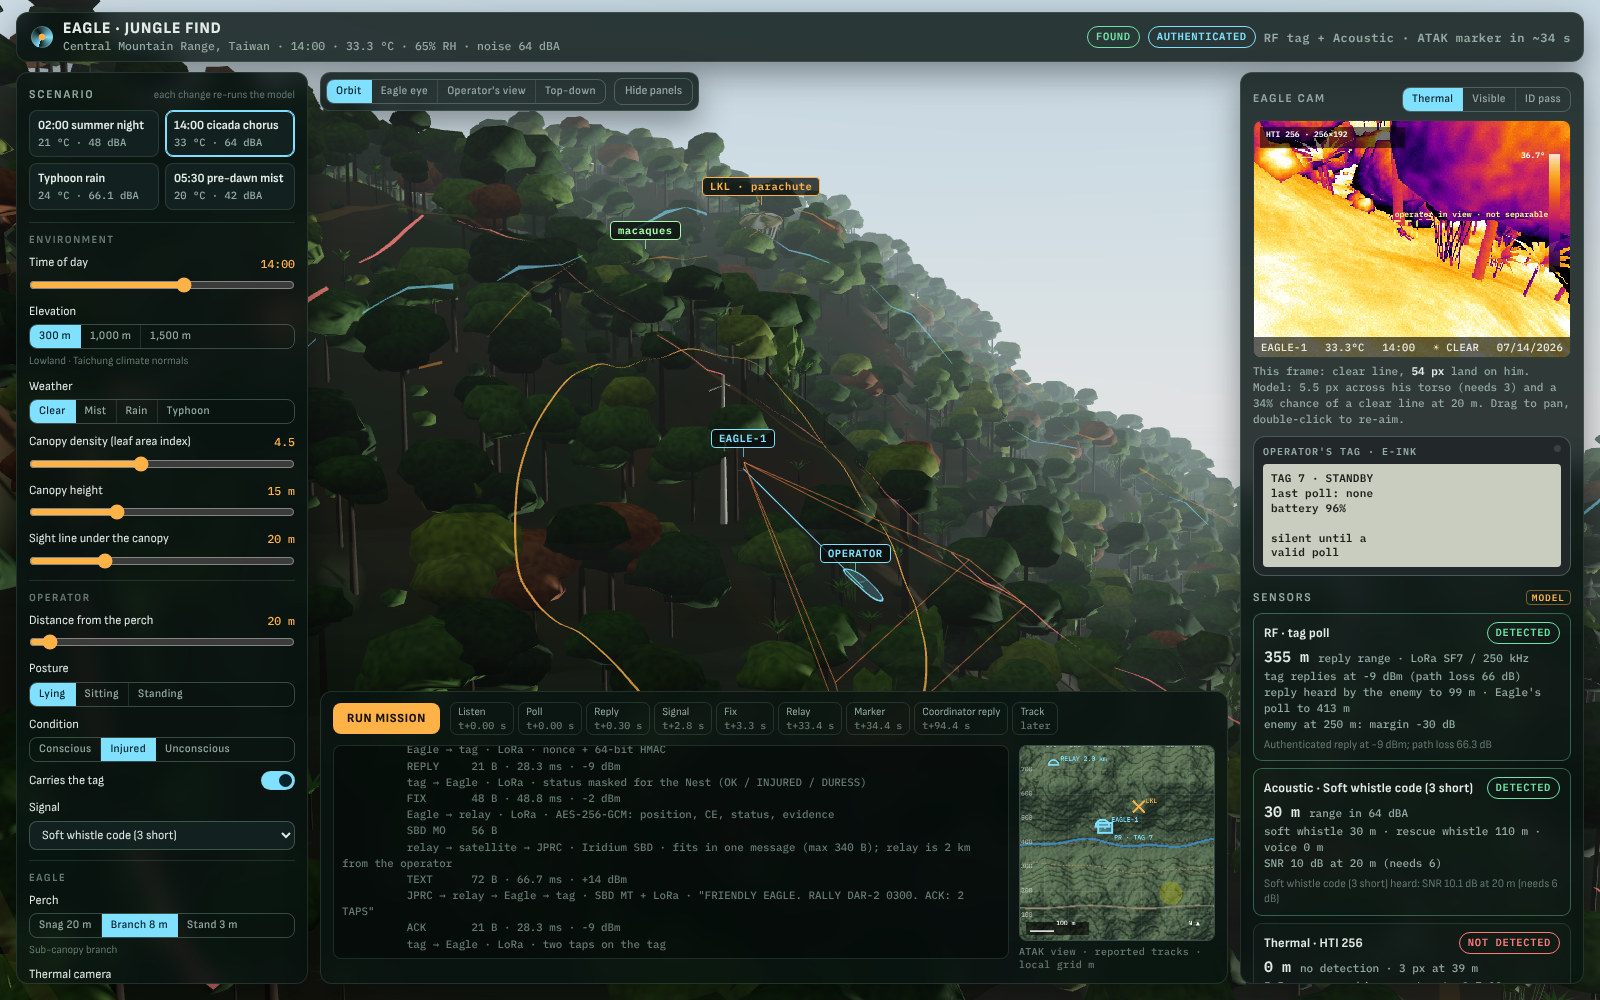 EAGLE · JUNGLE FIND
Central Mountain Range, Taiwan · 14:00 · 33.3 °C · 65% RH · noise 64 dBA
FOUND
AUTHENTICATED
RF tag + Acoustic · ATAK marker in ~34 s
SCENARIO
each change re-runs the model
02:00 summer night
21 °C · 48 dBA
14:00 cicada chorus
33 °C · 64 dBA
Typhoon rain
24 °C · 66.1 dBA
05:30 pre-dawn mist
20 °C · 42 dBA
ENVIRONMENT
Time of day 14:00
Elevation
300 m 1,000 m 1,500 m
Lowland · Taichung climate normals
Weather
Clear Mist Rain Typhoon
Canopy density (leaf area index) 4.5
Canopy height 15 m
Sight line under the canopy 20 m
OPERATOR
Distance from the perch 20 m
Posture
Lying Sitting Standing
Condition
Conscious Injured Unconscious
Carries the tag
Signal
Soft whistle code (3 short)
EAGLE
Perch
Snag 20 m Branch 8 m Stand 3 m
Sub-canopy branch
Thermal camera
Orbit Eagle eye Operator's view Top-down Hide panels
LKL · parachute
macaques
EAGLE-1
OPERATOR
RUN MISSION
Listen
t+0.00 s
Poll
t+0.00 s
Reply
t+0.30 s
Signal
t+2.8 s
Fix
t+3.3 s
Relay
t+33.4 s
Marker
t+34.4 s
Coordinator reply
t+94.4 s
Track
later
Eagle → tag · LoRa · nonce + 64-bit HMAC
REPLY 21 B · 28.3 ms · -9 dBm
tag → Eagle · LoRa · status masked for the Nest (OK / INJURED / DURESS)
FIX 48 B · 48.8 ms · -2 dBm
Eagle → relay · LoRa · AES-256-GCM: position, CE, status, evidence
SBD MO 56 B
relay → satellite → JPRC · Iridium SBD · fits in one message (max 340 B); relay is 2 km
from the operator
TEXT 72 B · 66.7 ms · +14 dBm
JPRC → relay → Eagle → tag · SBD MT + LoRa · "FRIENDLY EAGLE. RALLY DAR-2 0300. ACK: 2
TAPS"
ACK 21 B · 28.3 ms · -9 dBm
tag → Eagle · LoRa · two taps on the tag
RELAY 2.0 km
LKL
EAGLE-1
PR · TAG 7
100 m
N ▲
ATAK view · reported tracks ·
local grid m
EAGLE CAM
Thermal Visible ID pass
HTI 256 · 256×192
36.7°
operator in view · not separable
EAGLE-1 33.3°C 14:00 ☀ CLEAR 07/14/2026
This frame: clear line, 54 px land on him.
Model: 5.5 px across his torso (needs 3) and a
34% chance of a clear line at 20 m. Drag to pan,
double-click to re-aim.
OPERATOR'S TAG · E-INK
TAG 7 · STANDBY
last poll: none
battery 96%
silent until a
valid poll
SENSORS
MODEL
RF · tag poll
DETECTED
355 m reply range · LoRa SF7 / 250 kHz
tag replies at -9 dBm (path loss 66 dB)
reply heard by the enemy to 99 m · Eagle's
poll to 413 m
enemy at 250 m: margin -30 dB
Authenticated reply at -9 dBm; path loss 66.3 dB
Acoustic · Soft whistle code (3 short)
DETECTED
30 m range in 64 dBA
soft whistle 30 m · rescue whistle 110 m ·
voice 0 m
SNR 10 dB at 20 m (needs 6)
Soft whistle code (3 short) heard: SNR 10.1 dB at 20 m (needs 6
dB)
Thermal · HTI 256
NOT DETECTED
0 m no detection · 3 px at 39 m